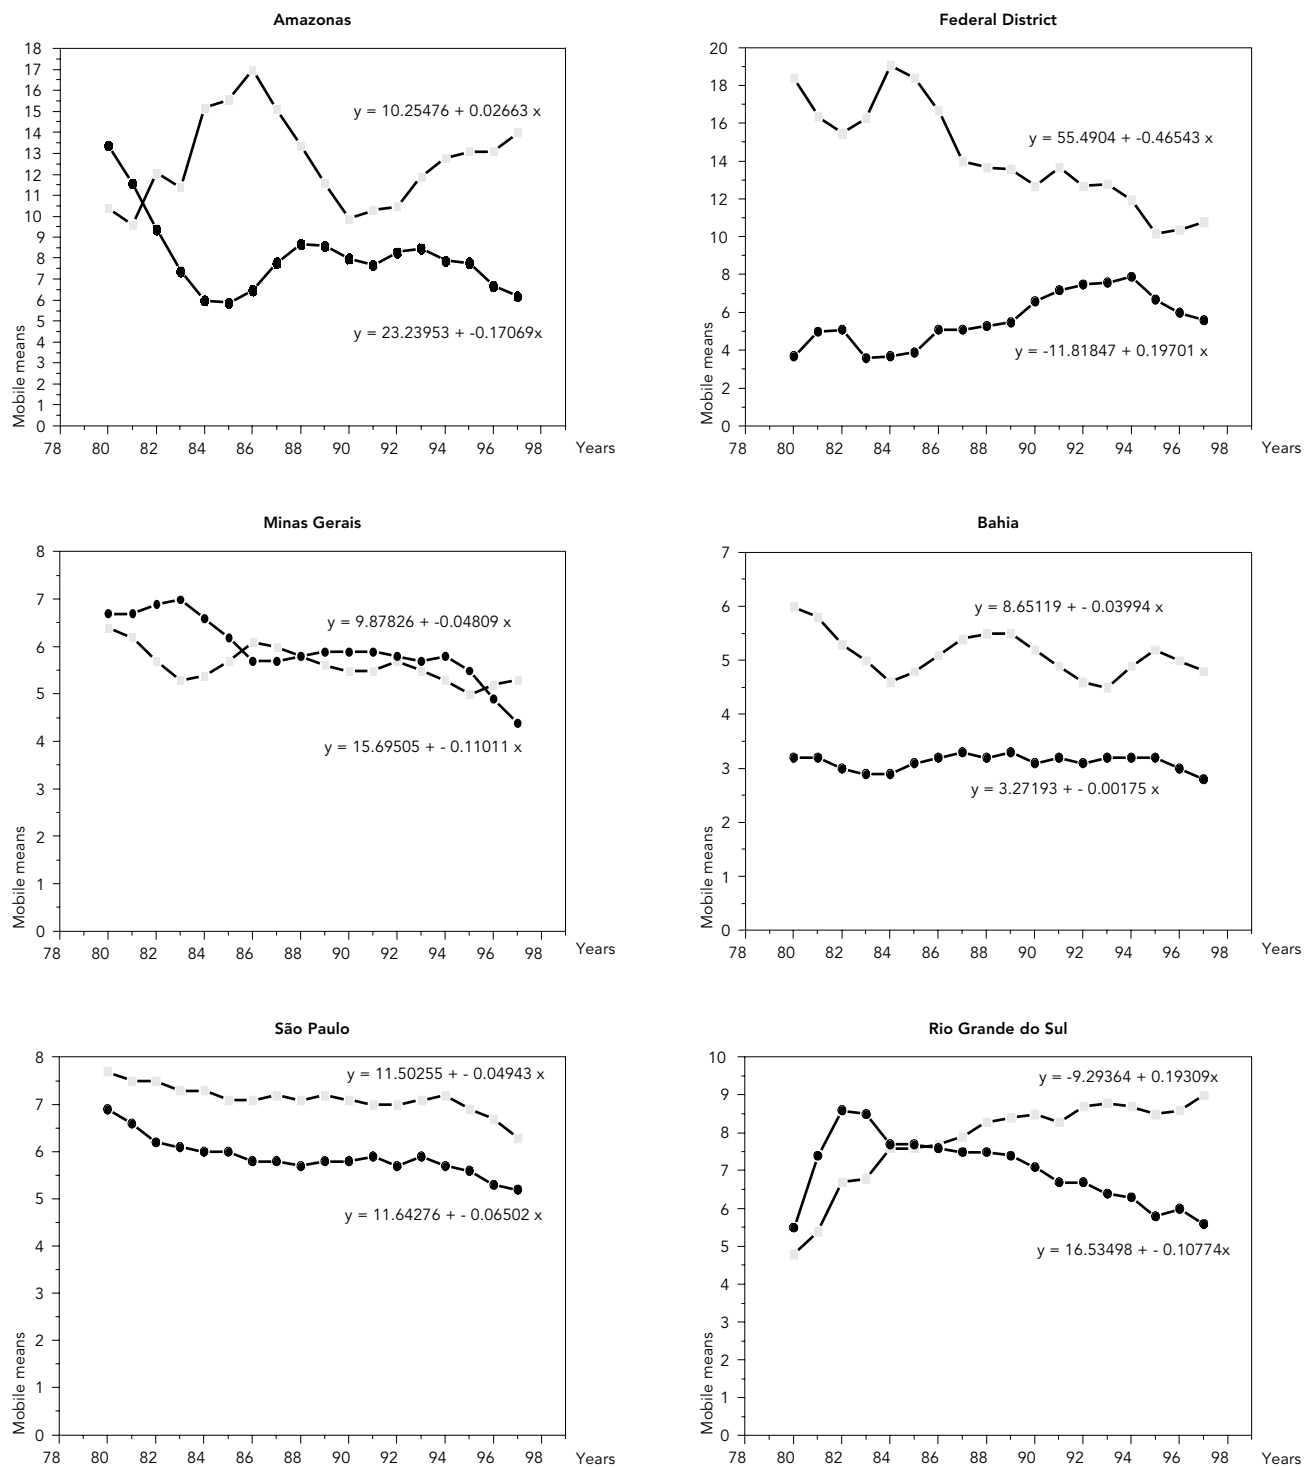 Amazonas
18
17
16
15
14
13
12
11
10
9
8
7
6
5
4
3
2
1
0
Mobile means
y = 10.25476 + 0.02663 x
y = 23.23953 + -0.17069x
78 80 82 84 86 88 90 92 94 96 98 Years
Federal District
20
18
16
14
12
10
8
6
4
2
0
Mobile means
y = 55.4904 + -0.46543 x
y = -11.81847 + 0.19701 x
78 80 82 84 86 88 90 92 94 96 98 Years
Minas Gerais
8
7
6
5
4
3
2
1
0
Mobile means
y = 9.87826 + -0.04809 x
y = 15.69505 + - 0.11011 x
78 80 82 84 86 88 90 92 94 96 98 Years
Bahia
7
6
5
4
3
2
1
0
Mobile means
y = 8.65119 + - 0.03994 x
y = 3.27193 + - 0.00175 x
78 80 82 84 86 88 90 92 94 96 98 Years
São Paulo
8
7
6
5
4
3
2
1
0
Mobile means
y = 11.50255 + - 0.04943 x
y = 11.64276 + - 0.06502 x
78 80 82 84 86 88 90 92 94 96 98 Years
Rio Grande do Sul
10
9
8
7
6
5
4
3
2
1
0
Mobile means
y = -9.29364 + 0.19309x
y = 16.53498 + - 0.10774x
78 80 82 84 86 88 90 92 94 96 98 Years